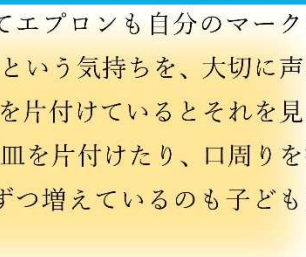 てエプロンも自分のマーク
という気持ちを、大切に声
を片付けているとそれを見
皿を片付けたり、口周りを
ずつ増えているのも子ども